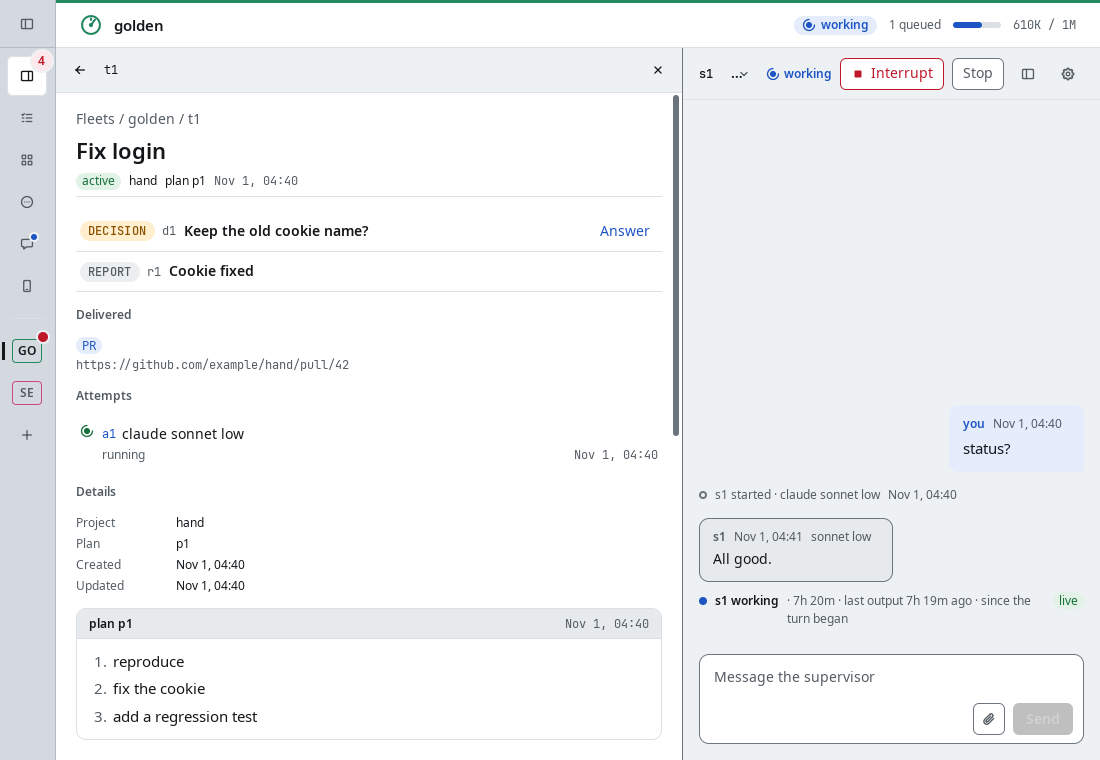 golden
working
1 queued
610K / 1M
4
t1
s1
...
working
Interrupt
Stop
Fleets / golden / t1
Fix login
active hand plan p1 Nov 1, 04:40
DECISION d1 Keep the old cookie name?
Answer
REPORT r1 Cookie fixed
Delivered
PR
https://github.com/example/hand/pull/42
Attempts
a1 claude sonnet low
running
Nov 1, 04:40
Details
Project hand
Plan p1
Created Nov 1, 04:40
Updated Nov 1, 04:40
plan p1
Nov 1, 04:40
1. reproduce
2. fix the cookie
3. add a regression test
GO
SE
you Nov 1, 04:40
status?
s1 started · claude sonnet low Nov 1, 04:40
s1 Nov 1, 04:41 sonnet low
All good.
s1 working · 7h 20m · last output 7h 19m ago · since the
turn began
live
Message the supervisor
Send